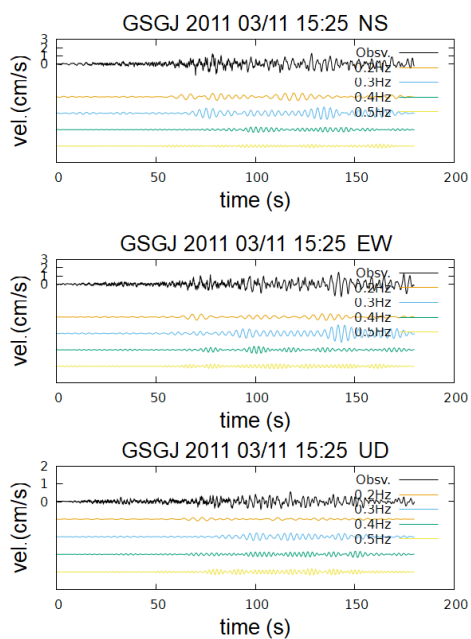 GSGJ 2011 03/11 15:25 NS
3
1
0
vel.(cm/s)
Obsv.
0.2Hz
0.3Hz
0.4Hz
0.5Hz
0 50 100 150 200
time (s)
GSGJ 2011 03/11 15:25 EW
3
1
0
vel.(cm/s)
Obsv.
0.2Hz
0.3Hz
0.4Hz
0.5Hz
0 50 100 150 200
time (s)
GSGJ 2011 03/11 15:25 UD
2
1
0
vel.(cm/s)
Obsv.
0.2Hz
0.3Hz
0.4Hz
0.5Hz
0 50 100 150 200
time (s)